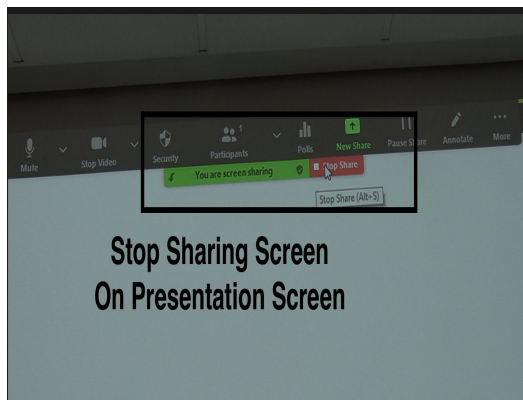 Mute
Stop Video
Security
Participants
1
Polls
New Share
Pause Share
Annotate
More
You are screen sharing
Stop Share
Stop Share (Alt+S)
Stop Sharing Screen
On Presentation Screen